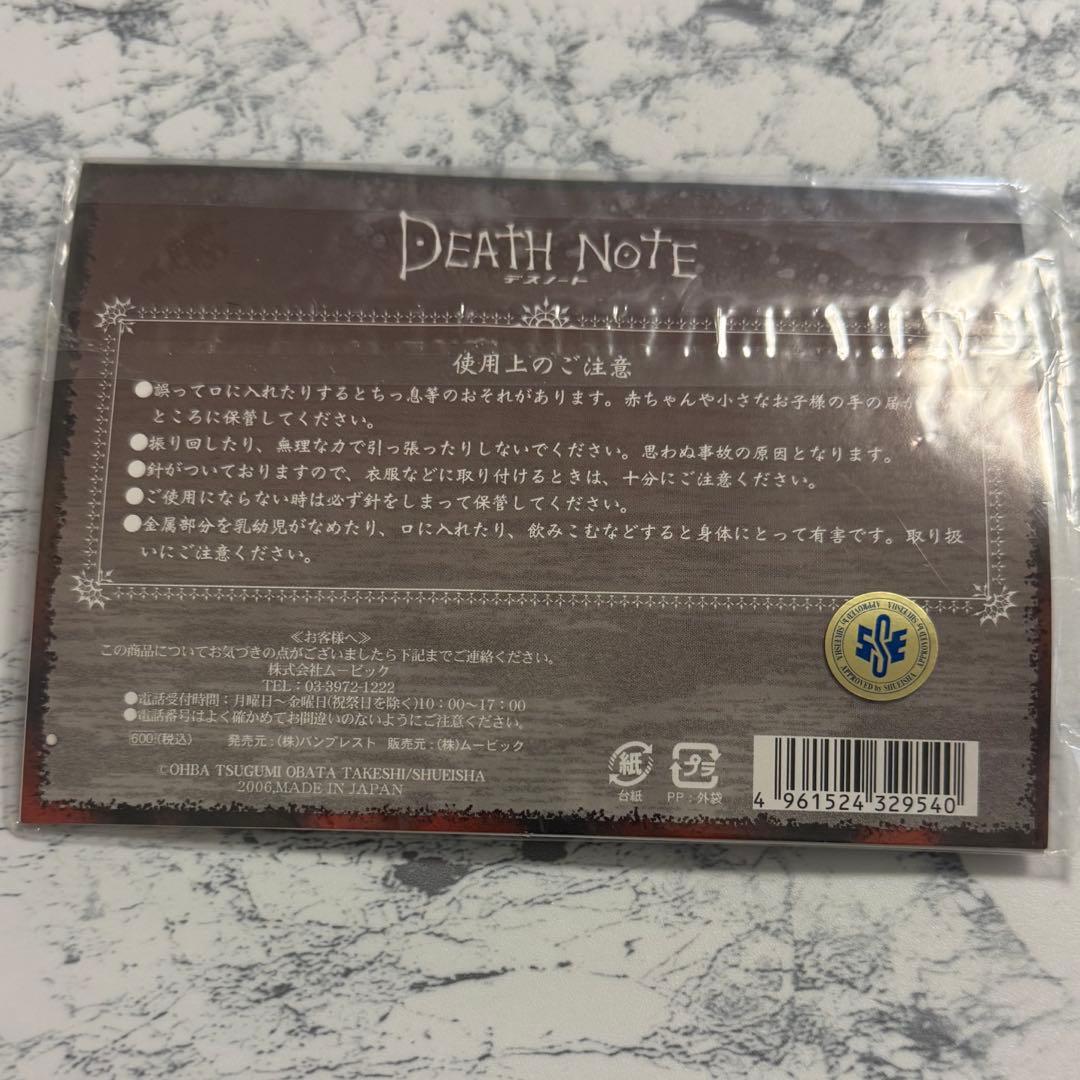 DEATH NOTE
デスノート
使用上のご注意
●誤って口に入れたりするとちっ息等のおそれがあります。赤ちゃんや小さなお子様の手の届か
ところに保管してください。
●振り回したり、無理な力で引っ張ったりしないでください。思わぬ事故の原因となります。
●針がついておりますので、衣服などに取り付けるときは、十分にご注意ください。
●ご使用にならない時は必ず針をしまって保管してください。
●金属部分を乳幼児がなめたり、口に入れたり、飲みこむなどすると身体にとって有害です。取り扱
いにご注意ください。
≪お客様へ≫
この商品についてお気づきの点がございましたら下記までご連絡ください。
株式会社ムービック
TEL:03-3972-1222
●電話受付時間:月曜日〜金曜日(祝祭日を除く)10:00〜17:00
●電話番号はよく確かめてお間違いのないようにご注意ください。
600(税込) 発売元:(株)バンプレスト 販売元:(株)ムービック
©OHBA TSUGUMI OBATA TAKESHI/SHUEISHA
2006,MADE IN JAPAN
紙
台紙
プラ
PP:外袋
4 961524 329540
APPROVED by SHUEISHA
APPROVED by SHUEISHA
APPROVED by SHUEISHA